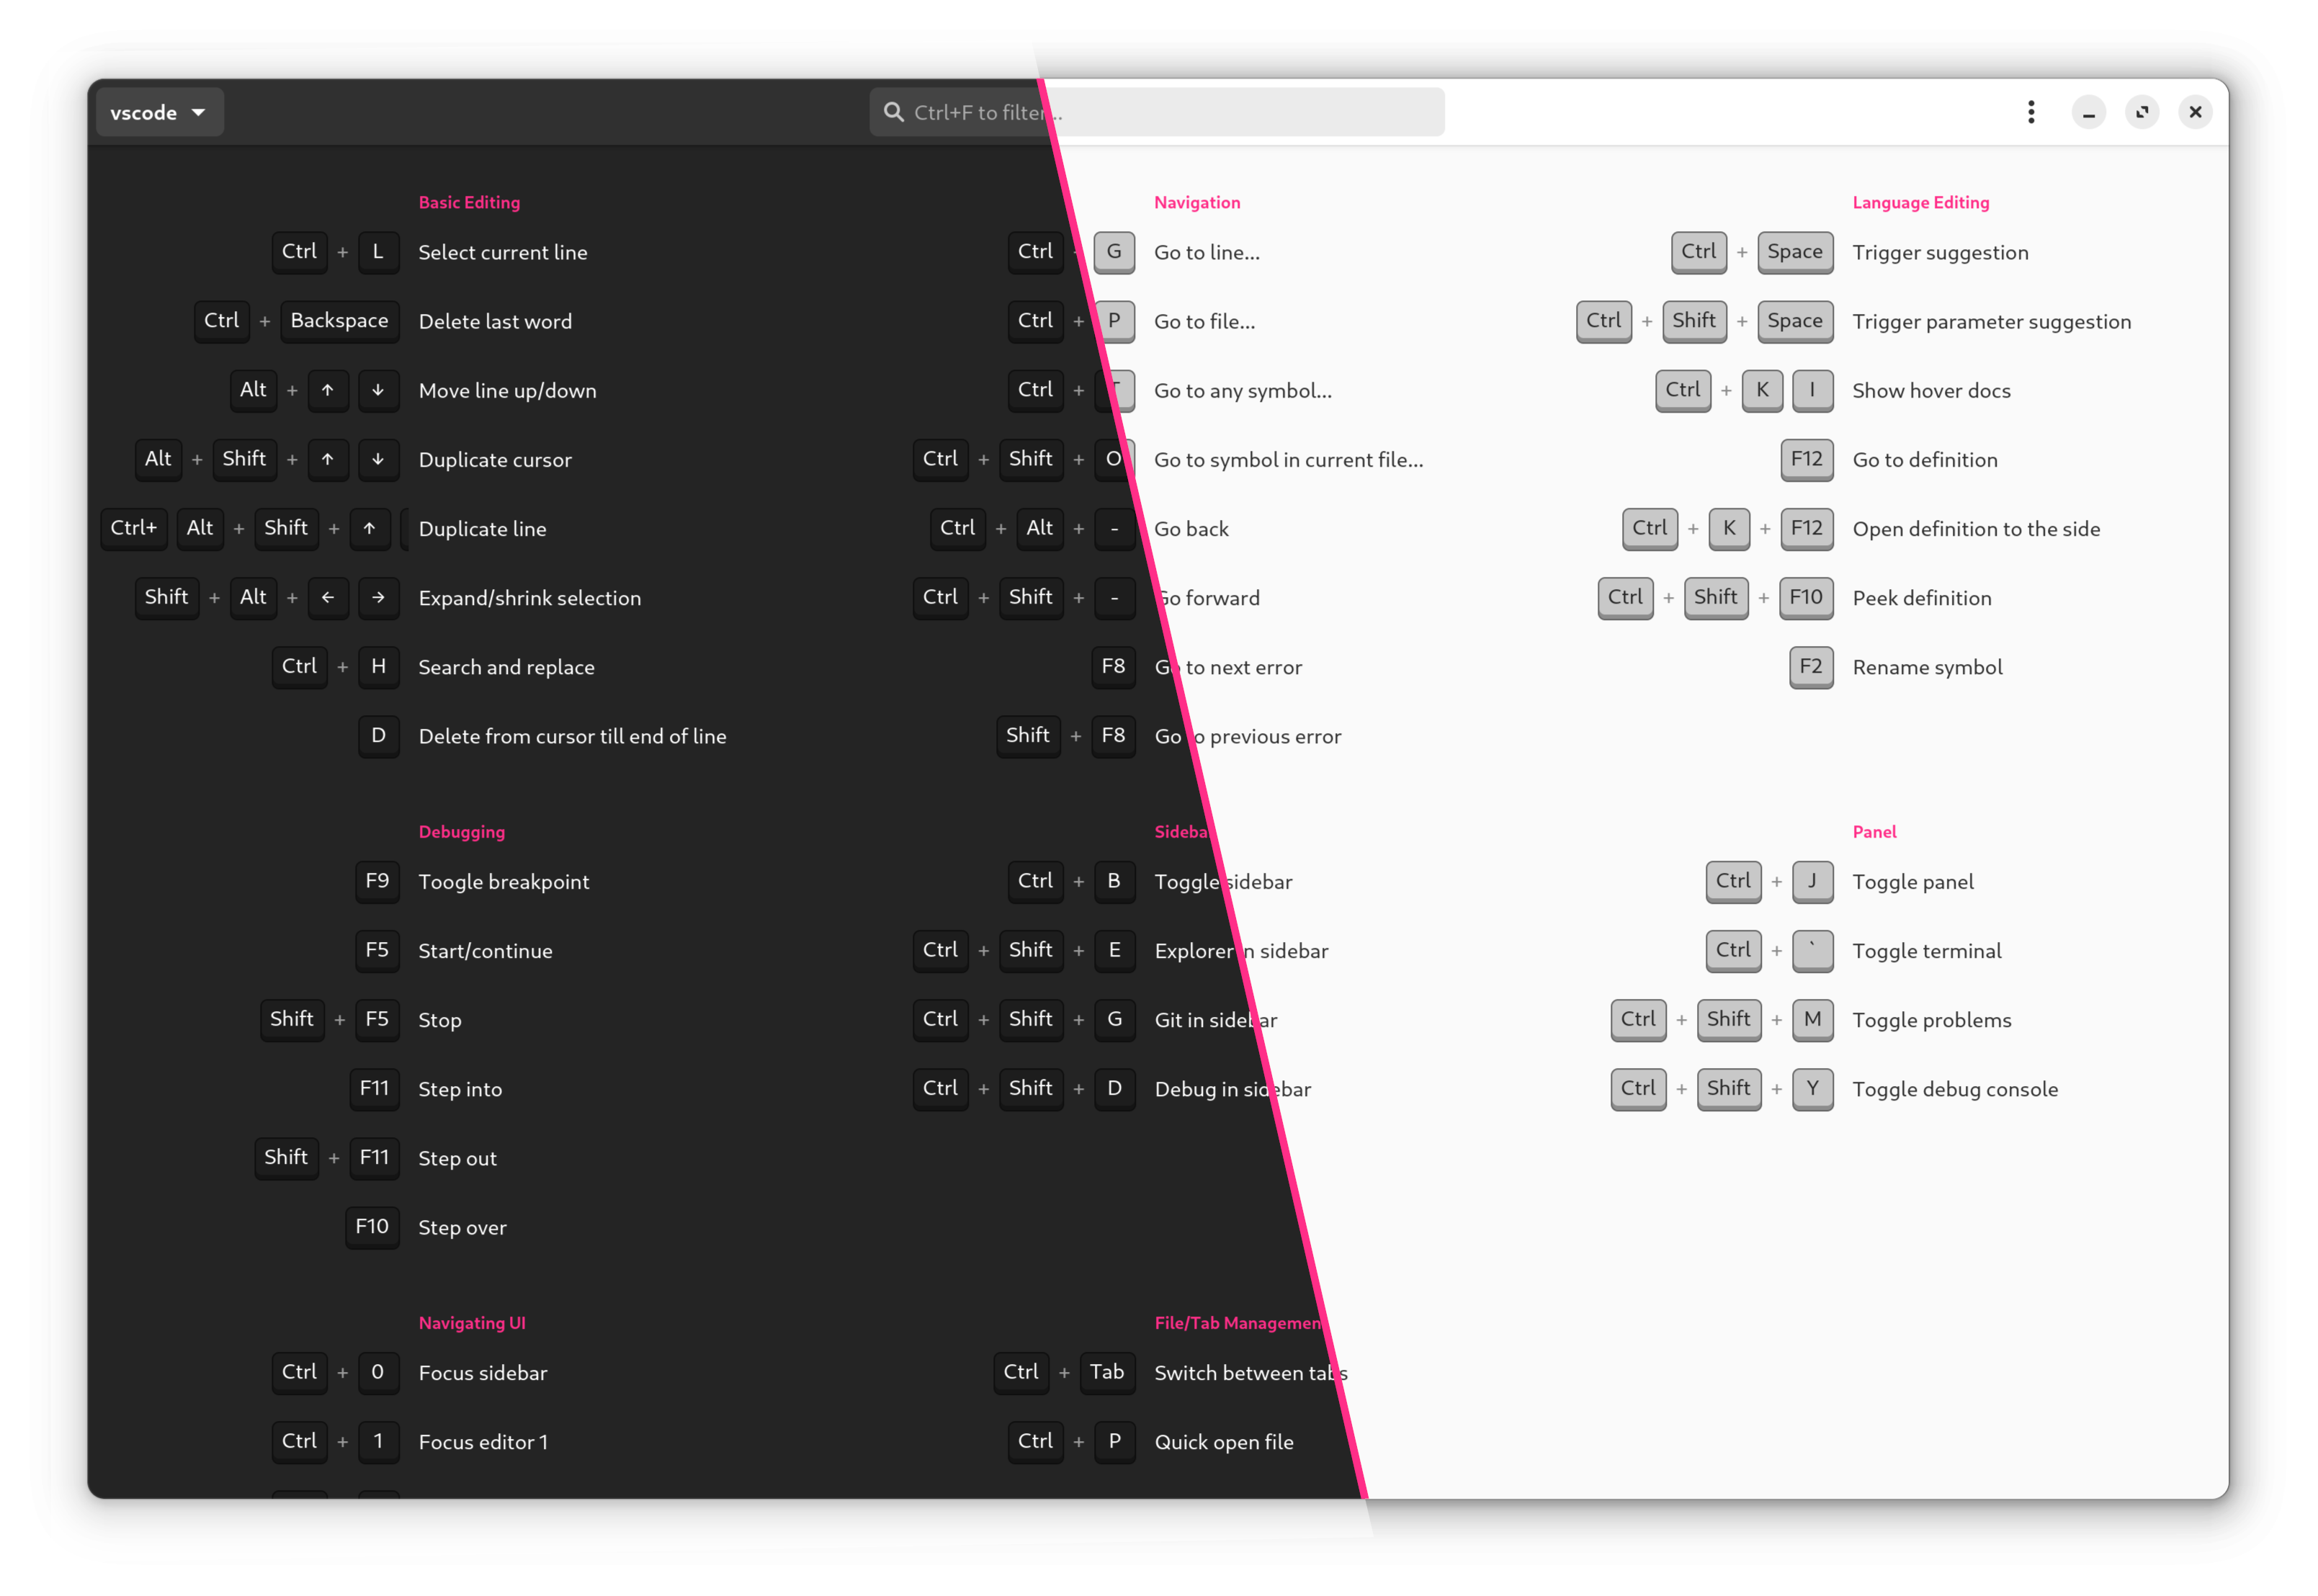 vscode
Ctrl+F to filter...
Basic Editing
Ctrl + L Select current line
Ctrl + Backspace Delete last word
Alt + ↑ ↓ Move line up/down
Alt + Shift + ↑ ↓ Duplicate cursor
Ctrl+ Alt + Shift + ↑ Duplicate line
Shift + Alt + ← → Expand/shrink selection
Ctrl + H Search and replace
D Delete from cursor till end of line
Navigation
Ctrl + G Go to line...
Ctrl + P Go to file...
Ctrl + T Go to any symbol...
Ctrl + Shift + O Go to symbol in current file...
Ctrl + Alt + - Go back
Ctrl + Shift + - Go forward
F8 Go to next error
Shift + F8 Go to previous error
Language Editing
Ctrl + Space Trigger suggestion
Ctrl + Shift + Space Trigger parameter suggestion
Ctrl + K I Show hover docs
F12 Go to definition
Ctrl + K + F12 Open definition to the side
Ctrl + Shift + F10 Peek definition
F2 Rename symbol
Debugging
F9 Toogle breakpoint
F5 Start/continue
Shift + F5 Stop
F11 Step into
Shift + F11 Step out
F10 Step over
Sidebar
Ctrl + B Toggle sidebar
Ctrl + Shift + E Explorer in sidebar
Ctrl + Shift + G Git in sidebar
Ctrl + Shift + D Debug in sidebar
Panel
Ctrl + J Toggle panel
Ctrl + ` Toggle terminal
Ctrl + Shift + M Toggle problems
Ctrl + Shift + Y Toggle debug console
Navigating UI
Ctrl + 0 Focus sidebar
Ctrl + 1 Focus editor 1
File/Tab Management
Ctrl + Tab Switch between tabs
Ctrl + P Quick open file